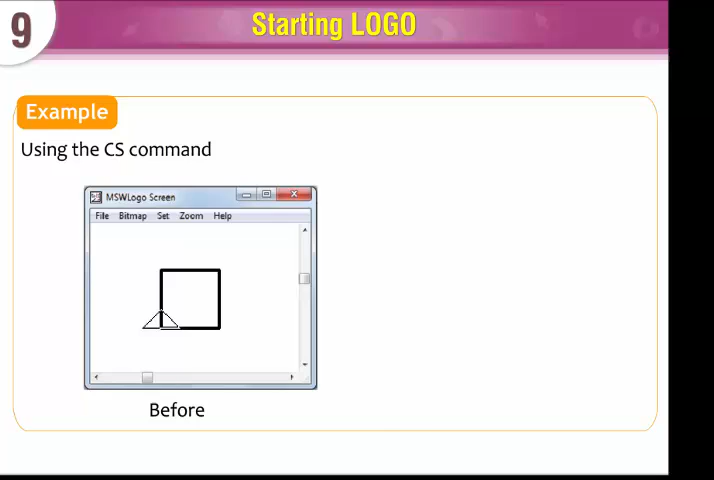 9
Starting LOGO
Example
Using the CS command
MSWLogo Screen
File Bitmap Set Zoom Help
Before